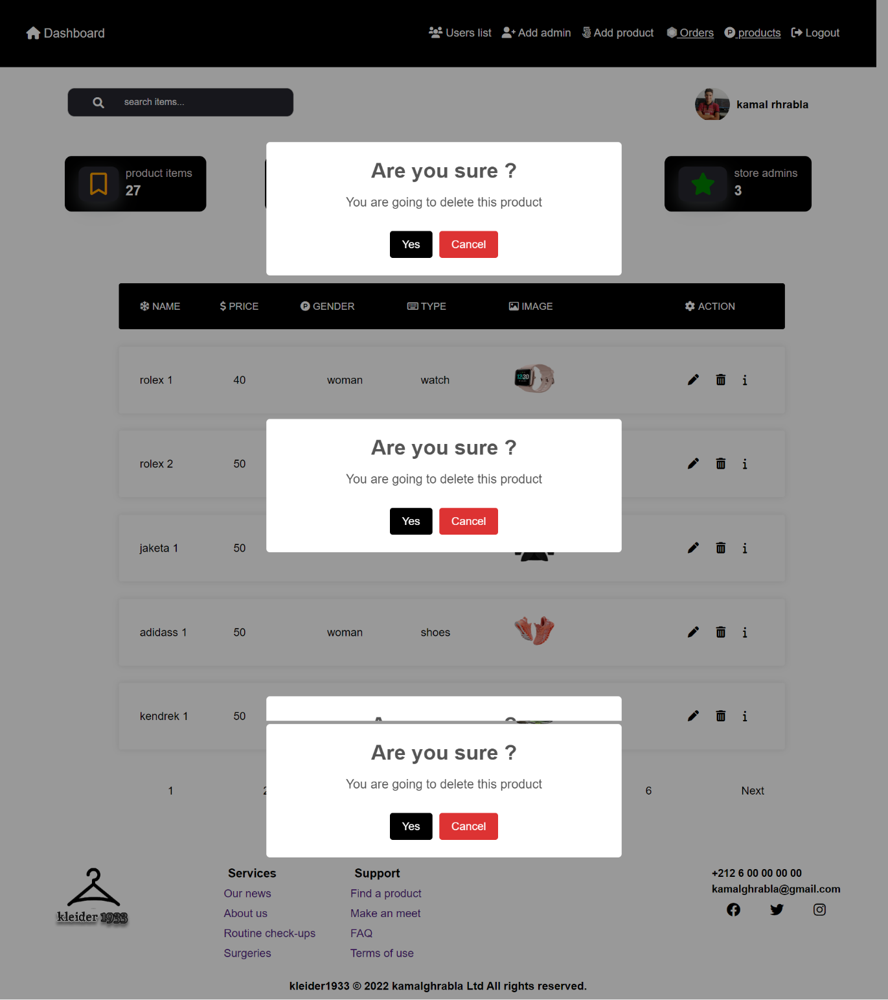 Dashboard
Users list Add admin Add product Orders products Logout
search items...
kamal rhrabla
product items
27
store admins
3
Are you sure ?
You are going to delete this product
Yes Cancel
NAME PRICE GENDER TYPE IMAGE ACTION
rolex 1 40 woman watch
12:30
Are you sure ?
You are going to delete this product
Yes Cancel
rolex 2 50
jaketa 1 50
adidass 1 50 woman shoes
kendrek 1 50
Are you sure ?
You are going to delete this product
Yes Cancel
1 2 6 Next
kleider 1933
Services
Our news
About us
Routine check-ups
Surgeries
Support
Find a product
Make an meet
FAQ
Terms of use
+212 6 00 00 00 00
kamalghrabla@gmail.com
kleider1933 © 2022 kamalghrabla Ltd All rights reserved.